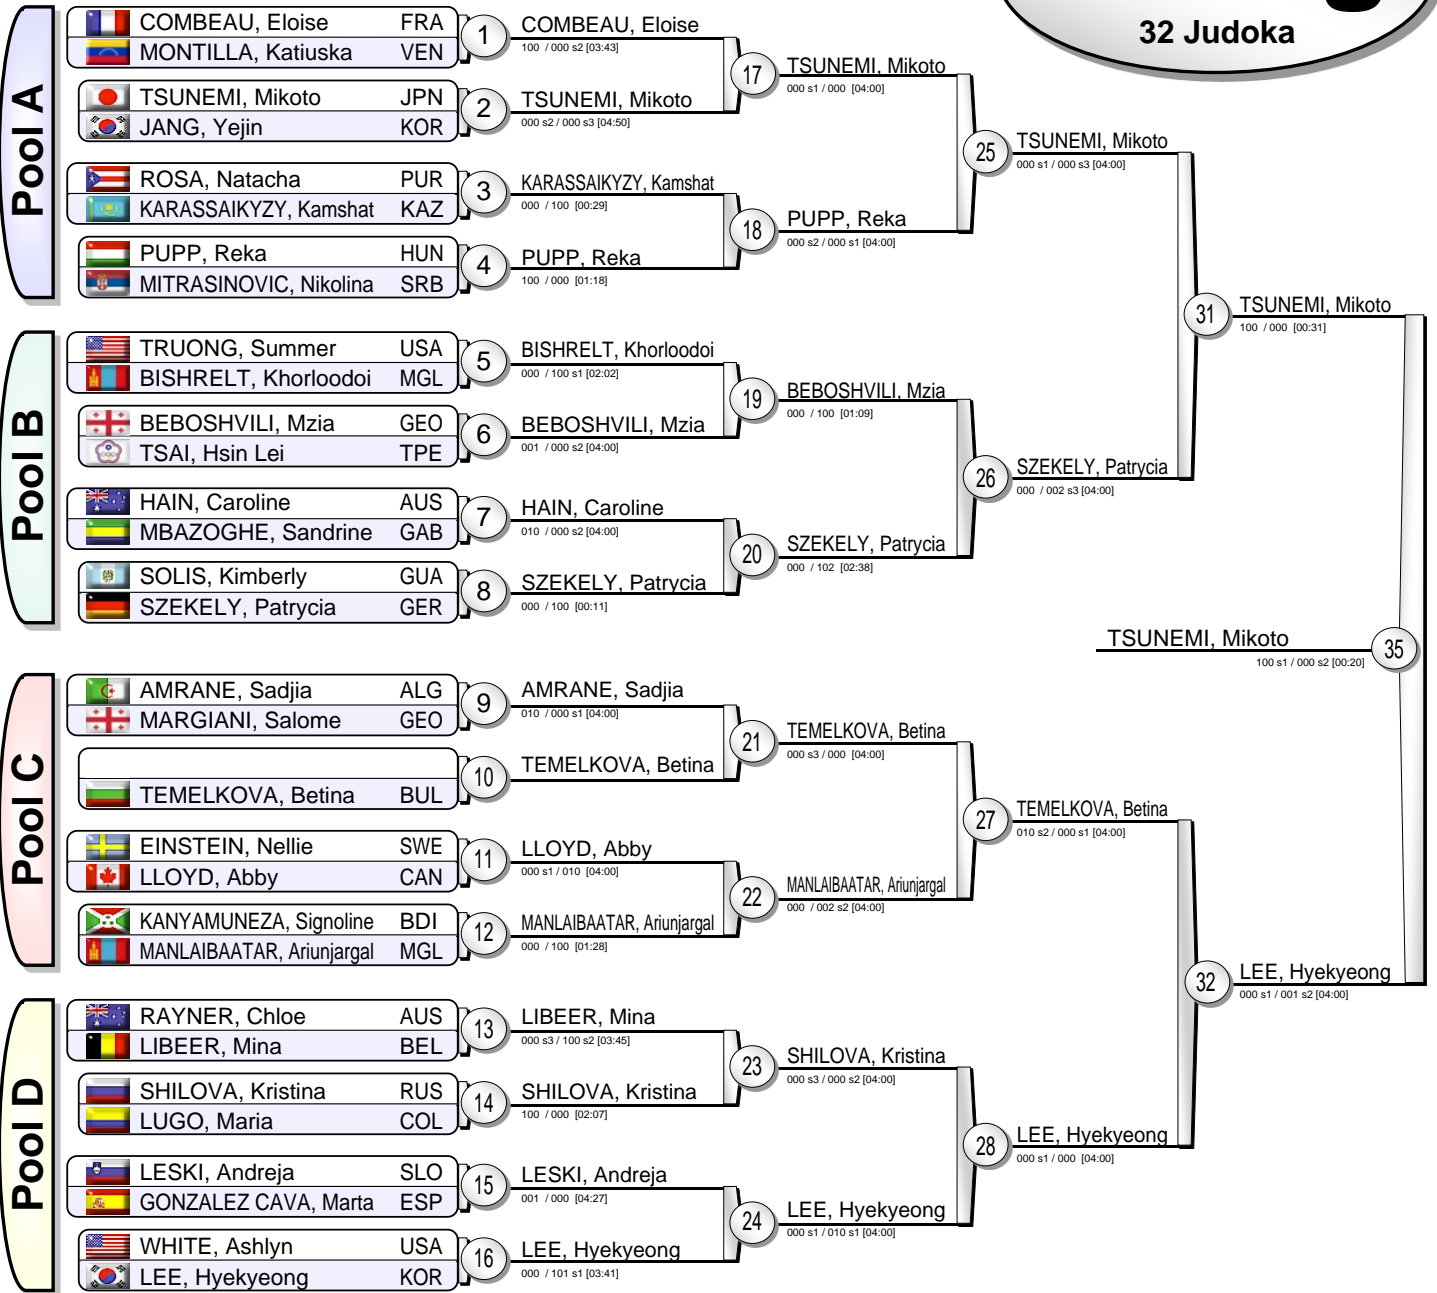 32 Judoka
Pool A
COMBEAU, Eloise FRA
MONTILLA, Katiuska VEN
1
COMBEAU, Eloise
100 / 000 s2 [03:43]
TSUNEMI, Mikoto JPN
JANG, Yejin KOR
2
TSUNEMI, Mikoto
000 s2 / 000 s3 [04:50]
17
TSUNEMI, Mikoto
000 s1 / 000 [04:00]
ROSA, Natacha PUR
KARASSAIKYZY, Kamshat KAZ
3
KARASSAIKYZY, Kamshat
000 / 100 [00:29]
PUPP, Reka HUN
MITRASINOVIC, Nikolina SRB
4
PUPP, Reka
100 / 000 [01:18]
18
PUPP, Reka
000 s2 / 000 s1 [04:00]
25
TSUNEMI, Mikoto
000 s1 / 000 s3 [04:00]
Pool B
TRUONG, Summer USA
BISHRELT, Khorloodoi MGL
5
BISHRELT, Khorloodoi
000 / 100 s1 [02:02]
BEBOSHVILI, Mzia GEO
TSAI, Hsin Lei TPE
6
BEBOSHVILI, Mzia
001 / 000 s2 [04:00]
19
BEBOSHVILI, Mzia
000 / 100 [01:09]
HAIN, Caroline AUS
MBAZOGHE, Sandrine GAB
7
HAIN, Caroline
010 / 000 s2 [04:00]
SOLIS, Kimberly GUA
SZEKELY, Patrycia GER
8
SZEKELY, Patrycia
000 / 100 [00:11]
20
SZEKELY, Patrycia
000 / 102 [02:38]
26
SZEKELY, Patrycia
000 / 002 s3 [04:00]
31
TSUNEMI, Mikoto
100 / 000 [00:31]
TSUNEMI, Mikoto
100 s1 / 000 s2 [00:20]
35
Pool C
AMRANE, Sadjia ALG
MARGIANI, Salome GEO
9
AMRANE, Sadjia
010 / 000 s1 [04:00]
TEMELKOVA, Betina BUL
10
TEMELKOVA, Betina
21
TEMELKOVA, Betina
000 s3 / 000 [04:00]
EINSTEIN, Nellie SWE
LLOYD, Abby CAN
11
LLOYD, Abby
000 s1 / 010 [04:00]
KANYAMUNEZA, Signoline BDI
MANLAIBAATAR, Ariunjargal MGL
12
MANLAIBAATAR, Ariunjargal
000 / 100 [01:28]
22
MANLAIBAATAR, Ariunjargal
000 / 002 s2 [04:00]
27
TEMELKOVA, Betina
010 s2 / 000 s1 [04:00]
Pool D
RAYNER, Chloe AUS
LIBEER, Mina BEL
13
LIBEER, Mina
000 s3 / 100 s2 [03:45]
SHILOVA, Kristina RUS
LUGO, Maria COL
14
SHILOVA, Kristina
100 / 000 [02:07]
23
SHILOVA, Kristina
000 s3 / 000 s2 [04:00]
LESKI, Andreja SLO
GONZALEZ CAVA, Marta ESP
15
LESKI, Andreja
001 / 000 [04:27]
WHITE, Ashlyn USA
LEE, Hyekyeong KOR
16
LEE, Hyekyeong
000 / 101 s1 [03:41]
24
LEE, Hyekyeong
000 s1 / 010 s1 [04:00]
28
LEE, Hyekyeong
000 s1 / 000 [04:00]
32
LEE, Hyekyeong
000 s1 / 001 s2 [04:00]